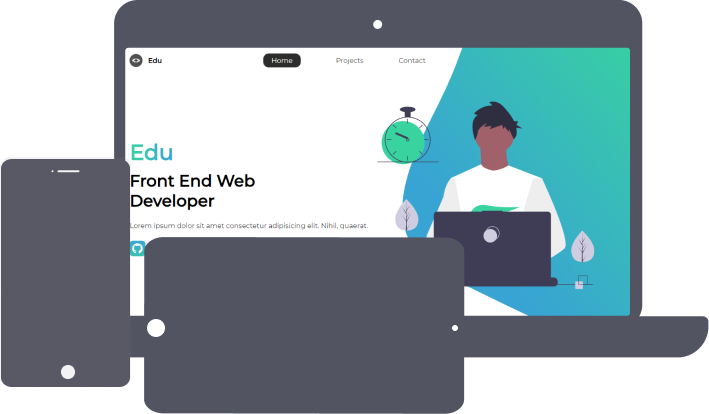 Edu
Home
Projects
Contact
Edu
Front End Web
Developer
Lorem ipsum dolor sit amet consectetur adipisicing elit. Nihil, quaerat.